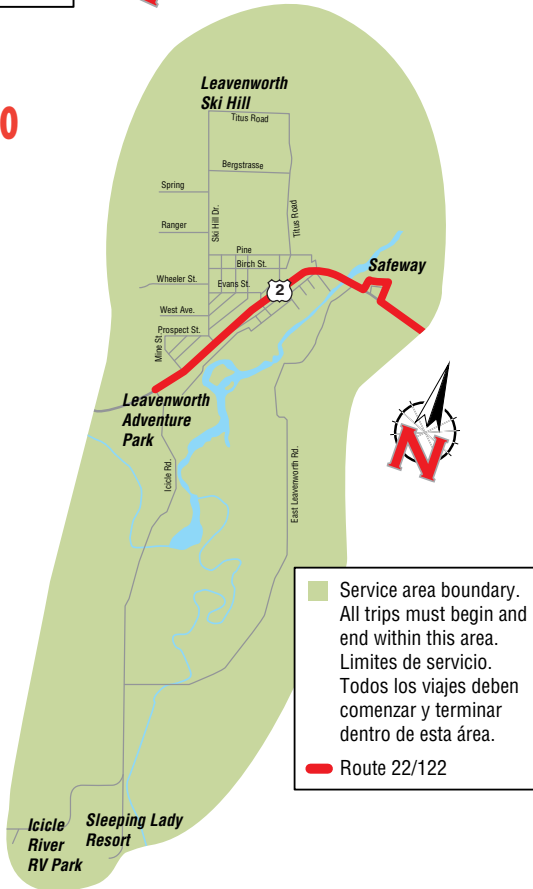 0
Leavenworth
Ski Hill
Titus Road
Bergstrasse
Spring
Ski Hill Dr.
Titus Road
Ranger
Pine
Birch St.
Safeway
Wheeler St.
Evans St.
2
West Ave.
Prospect St.
Mine St.
Leavenworth
Adventure
Park
N
Icicle Rd.
East Leavenworth Rd.
Service area boundary.
All trips must begin and
end within this area.
Limites de servicio.
Todos los viajes deben
comenzar y terminar
dentro de esta área.
Route 22/122
Icicle
River
RV Park
Sleeping Lady
Resort